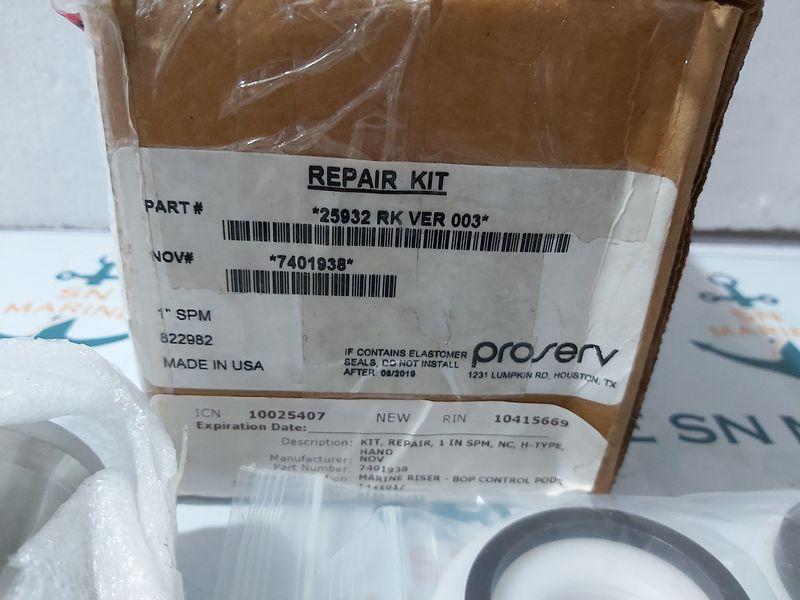 REPAIR KIT
PART # *25932 RK VER 003*
NOV# *7401938*
1" SPM
822982
MADE IN USA
IF CONTAINS ELASTOMER
SEALS, DO NOT INSTALL
AFTER: 08/2019
proserv
1231 LUMPKIN RD, HOUSTON, TX
ICN 10025407 NEW RIN 10415669
Expiration Date:
Description: KIT, REPAIR, 1 IN SPM, NC, H-TYPE,
HAND
Manufacturer: NOV
Part Number: 7401938
MARINE RISER - BOP CONTROL PODS
SN
MARINE
SN
SN